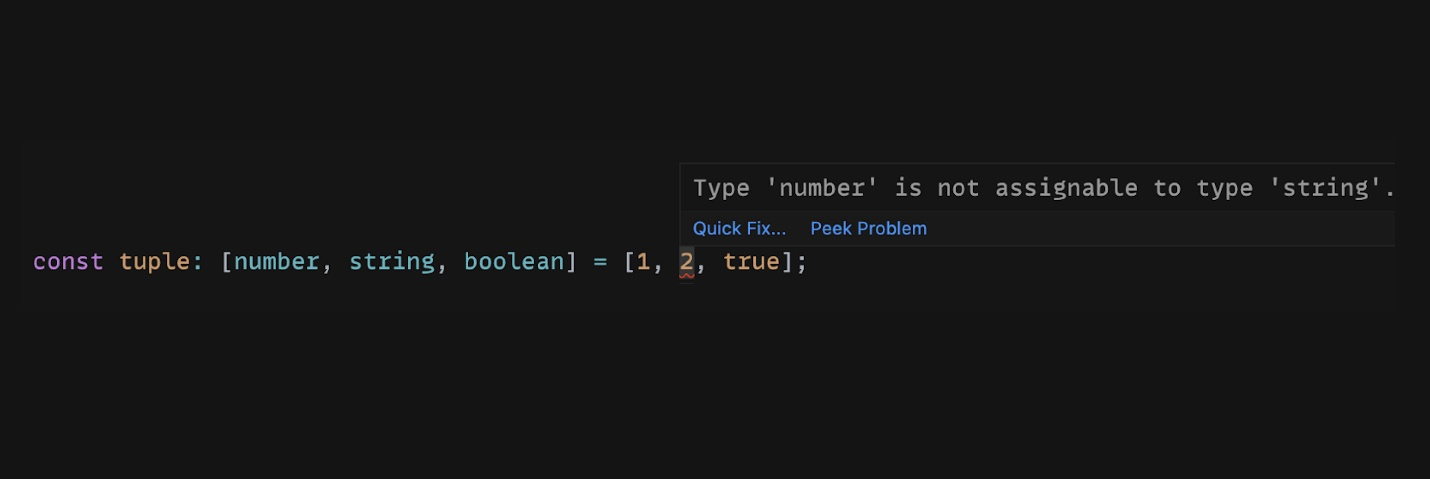 Type 'number' is not assignable to type 'string'.
Quick Fix... Peek Problem
const tuple: [number, string, boolean] = [1, 2, true];